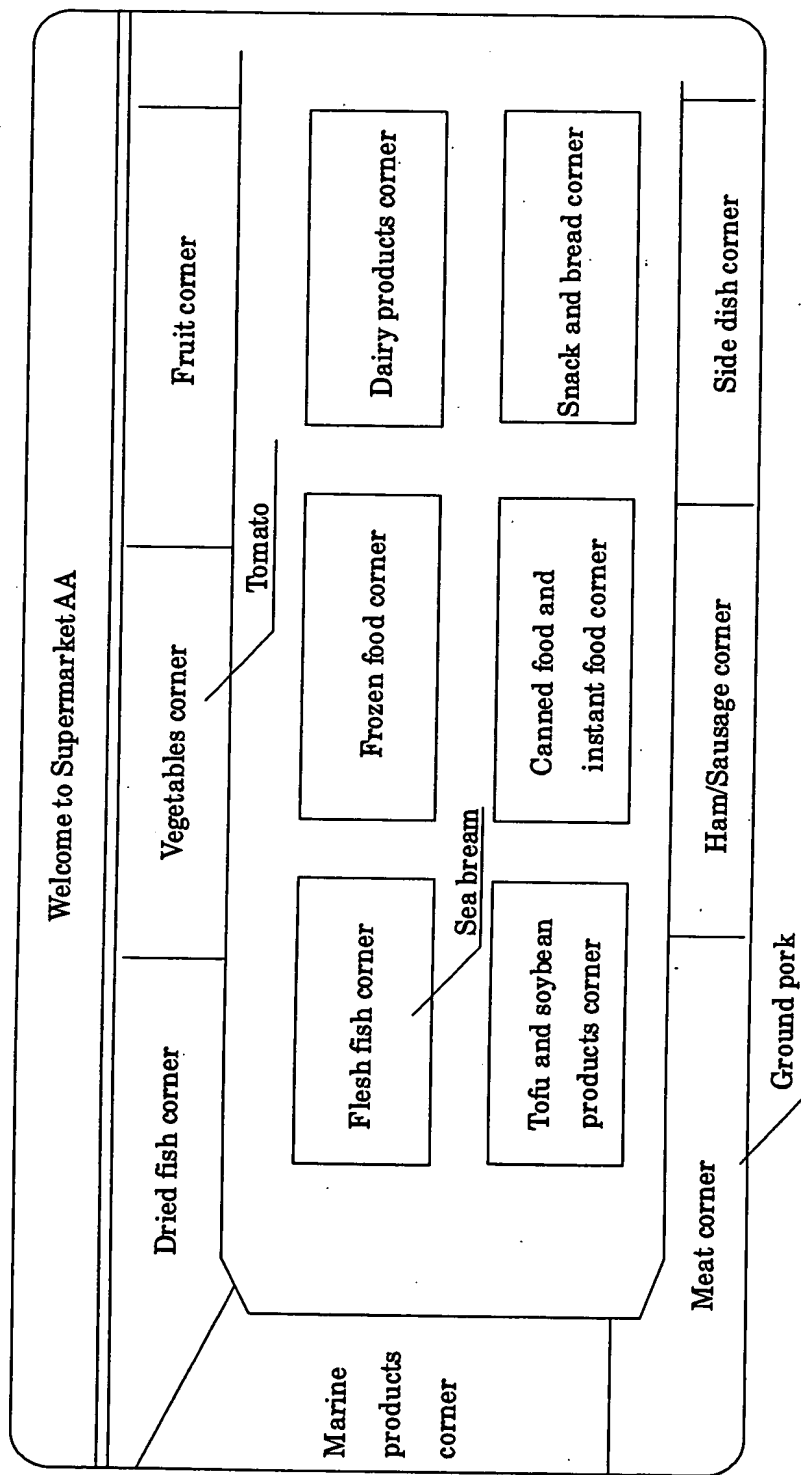 Welcome to Supermarket AA
Dried fish corner
Vegetables corner
Fruit corner
Tomato
Marine
products
corner
Flesh fish corner
Frozen food corner
Dairy products corner
Sea bream
Tofu and soybean
products corner
Canned food and
instant food corner
Snack and bread corner
Meat corner
Ham/Sausage corner
Side dish corner
Ground pork